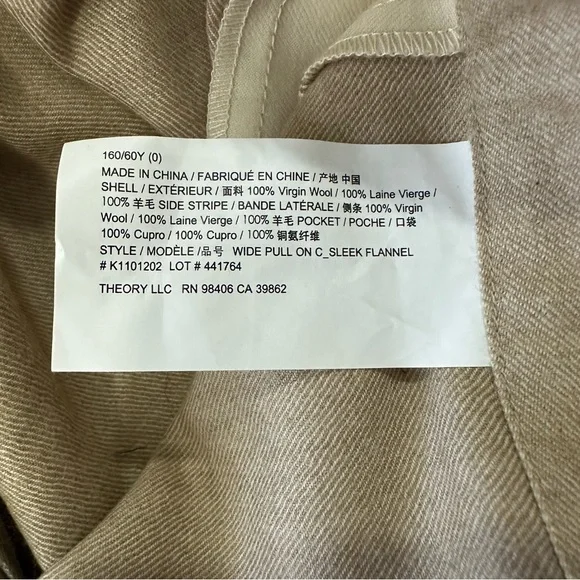 160/60Y (0)
MADE IN CHINA / FABRIQUÉ EN CHINE / 产地 中国
SHELL / EXTÉRIEUR / 面料 100% Virgin Wool / 100% Laine Vierge /
100% 羊毛 SIDE STRIPE / BANDE LATÉRALE / 侧条 100% Virgin
Wool / 100% Laine Vierge / 100% 羊毛 POCKET / POCHE / 口袋
100% Cupro / 100% Cupro / 100% 铜氨纤维
STYLE / MODÈLE / 品号 WIDE PULL ON C_SLEEK FLANNEL
# K1101202 LOT # 441764
THEORY LLC RN 98406 CA 39862